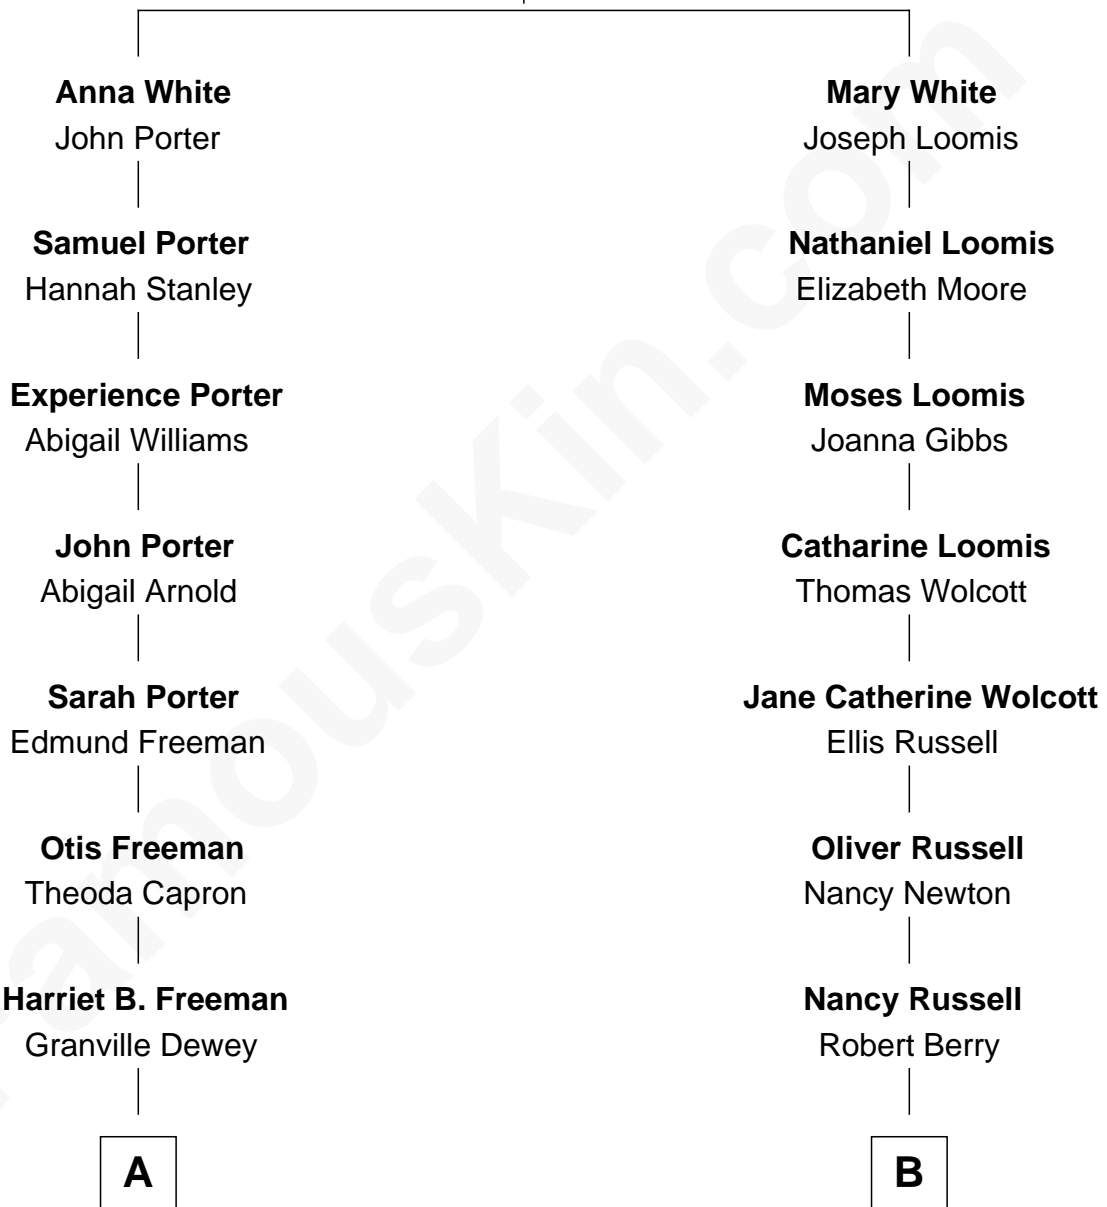 Anna White
John Porter
Mary White
Joseph Loomis
Samuel Porter
Hannah Stanley
Nathaniel Loomis
Elizabeth Moore
Experience Porter
Abigail Williams
Moses Loomis
Joanna Gibbs
John Porter
Abigail Arnold
Catharine Loomis
Thomas Wolcott
Sarah Porter
Edmund Freeman
Jane Catherine Wolcott
Ellis Russell
Otis Freeman
Theoda Capron
Oliver Russell
Nancy Newton
Harriet B. Freeman
Granville Dewey
Nancy Russell
Robert Berry
A
B
FamousKin.com